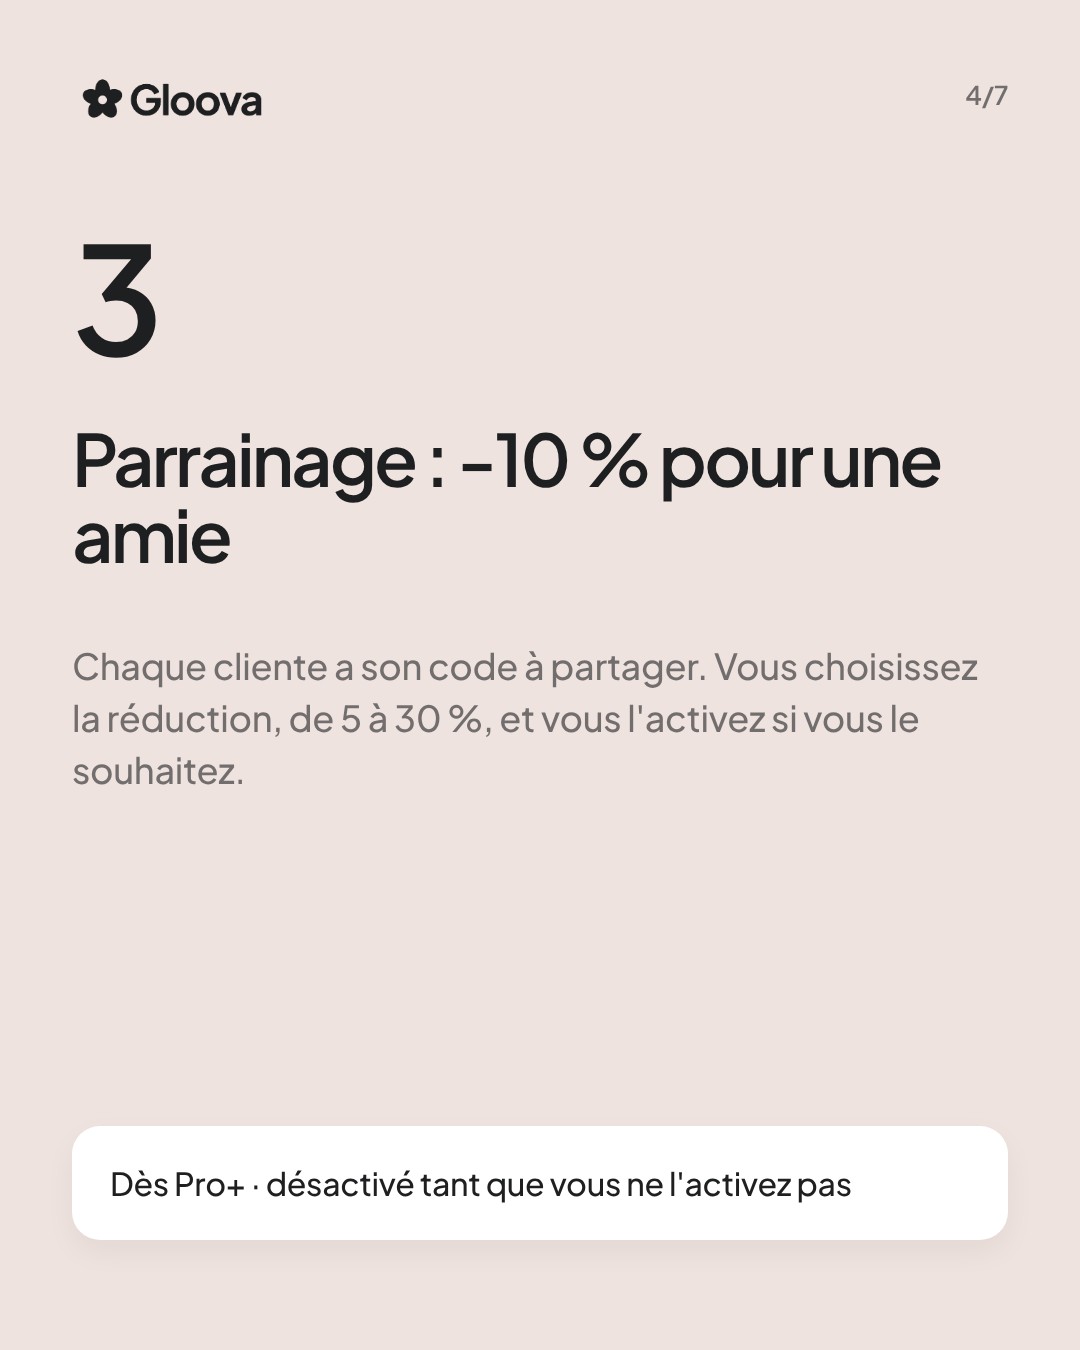 Gloova
4/7
3
Parrainage : −10 % pour une
amie
Chaque cliente a son code à partager. Vous choisissez
la réduction, de 5 à 30 %, et vous l'activez si vous le
souhaitez.
Dès Pro+ · désactivé tant que vous ne l'activez pas